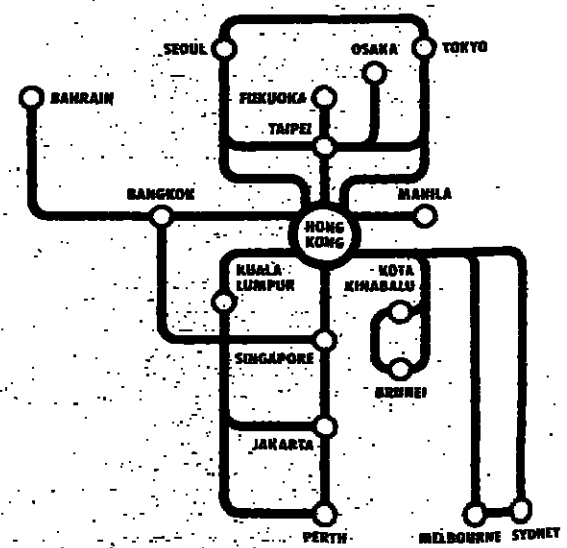 SEOUL
OSAKA
TOKYO
BAHRAIN
FUKUOKA
TAIPEI
BANGKOK
MANILA
HONG
KONG
KUALA
LUMPUR
KOTA
KINABALU
SINGAPORE
BRUNEI
JAKARTA
PERTH
MELBOURNE
SYDNEY